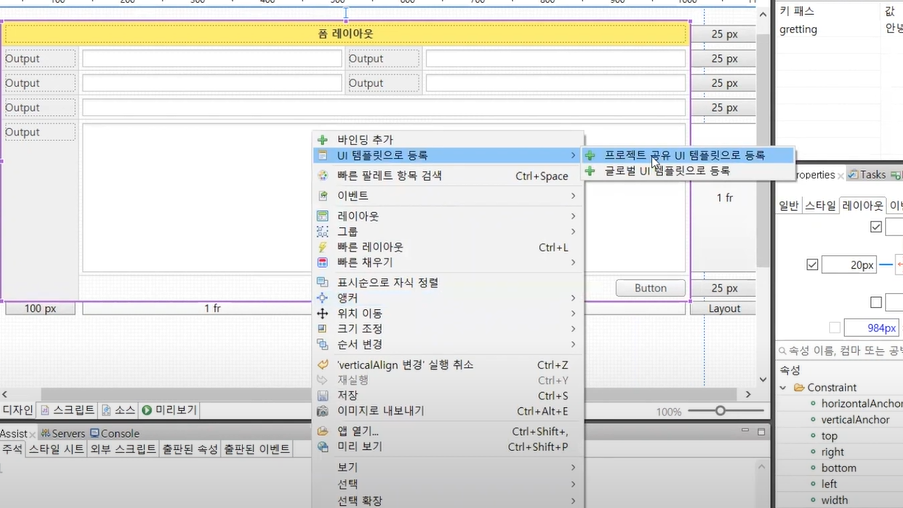 100 200 300 400 500 600 700 800 900 1000
키 패스 값
gretting 안녕
폼 레이아웃 25 px
Output Output 25 px
Output Output 25 px
Output 25 px
Output
바인딩 추가
UI 템플릿으로 등록
프로젝트 공유 UI 템플릿으로 등록
글로벌 UI 템플릿으로 등록
빠른 팔레트 항목 검색 Ctrl+Space
이벤트
레이아웃
그룹
빠른 레이아웃 Ctrl+L
빠른 채우기
표시순으로 자식 정렬
앵커
위치 이동
크기 조정
순서 변경
'verticalAlign 변경' 실행 취소 Ctrl+Z
재실행 Ctrl+Y
저장 Ctrl+S
이미지로 내보내기 Ctrl+Alt+E
앱 열기... Ctrl+Shift+,
미리 보기 Ctrl+Shift+P
보기
선택
선택 확장
1 fr
Button 25 px
100 px 1 fr Layout
디자인 스크립트 소스 미리보기 100%
Assist Servers Console
주석 스타일 시트 외부 스크립트 출판된 속성 출판된 이벤트
roperties Tasks
일반 스타일 레이아웃 이벤
20px
984px
속성 이름, 컴마 또는 공백
속성
Constraint
horizontalAnchor
verticalAnchor
top
right
bottom
left
width